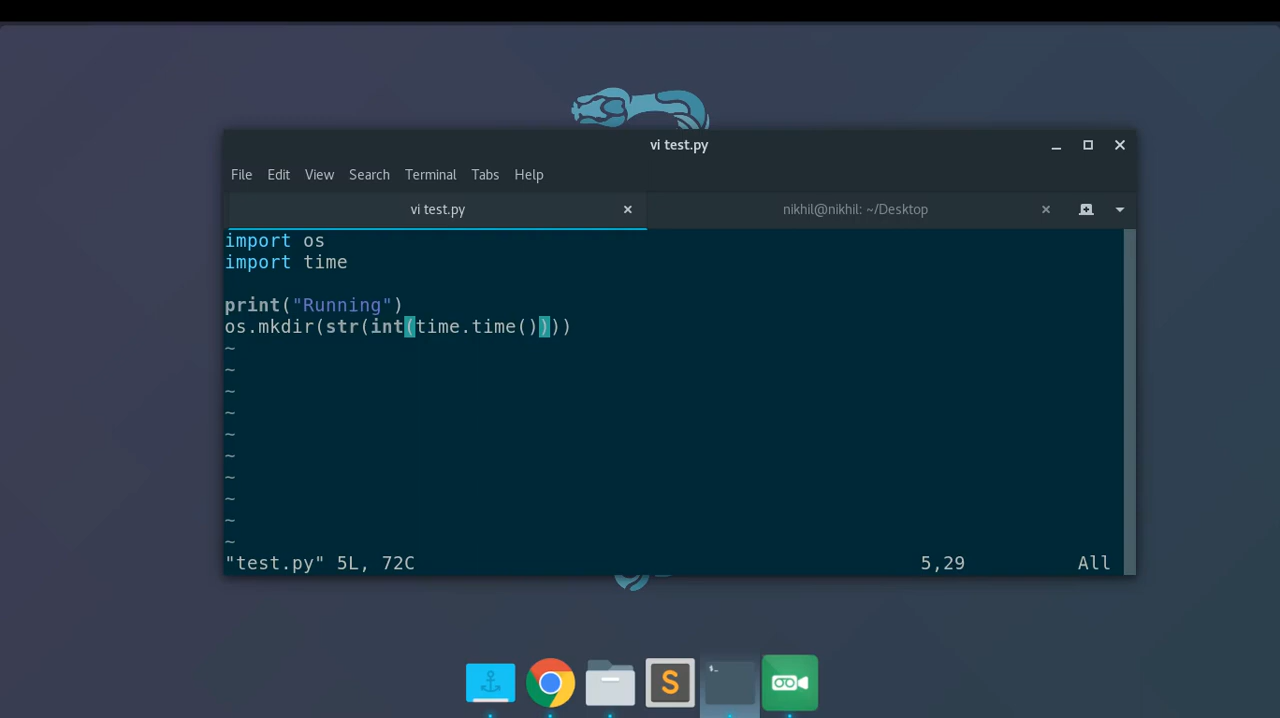 vi test.py
File Edit View Search Terminal Tabs Help
vi test.py nikhil@nikhil: ~/Desktop
import os
import time
print("Running")
os.mkdir(str(int(time.time())))
~
~
~
~
~
~
~
~
~
~
"test.py" 5L, 72C 5,29 All
S
$_